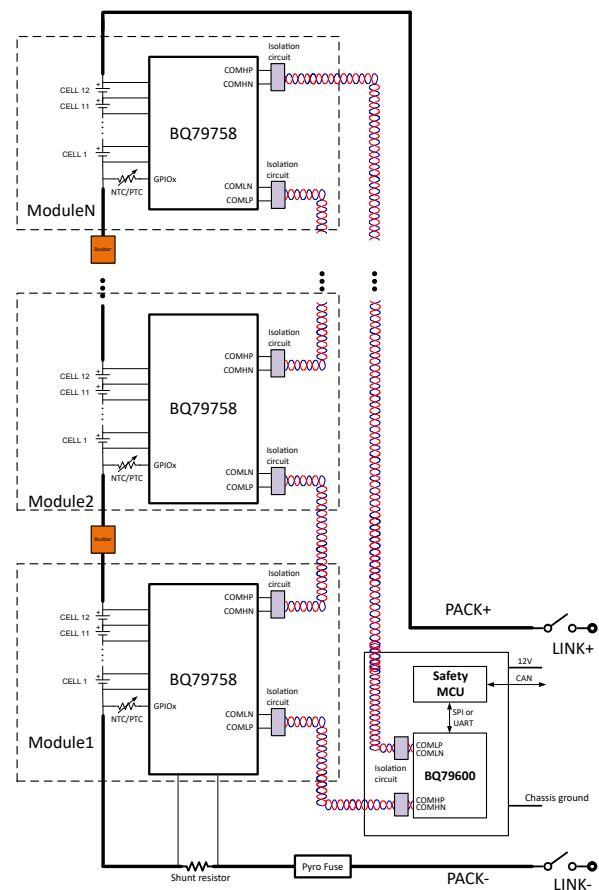 Isolation
circuit
COMHP
COMHN
CELL 12
CELL 11
BQ79758
CELL 1
Isolation
circuit
GPIOx
COMLN
COMLP
NTC/PTC
ModuleN
Busbar
Isolation
circuit
COMHP
COMHN
CELL 12
CELL 11
BQ79758
CELL 1
Isolation
circuit
GPIOx
COMLN
COMLP
NTC/PTC
Module2
Busbar
Isolation
circuit
COMHP
COMHN
CELL 12
CELL 11
PACK+
LINK+
BQ79758
CELL 1
Isolation
circuit
GPIOx
COMLN
COMLP
NTC/PTC
Module1
12V
Safety
MCU
CAN
SPI or
UART
COMLP
COMLN
Isolation
circuit
BQ79600
COMHP
COMHN
Chassis ground
Shunt resistor
Pyro Fuse
PACK-
LINK-